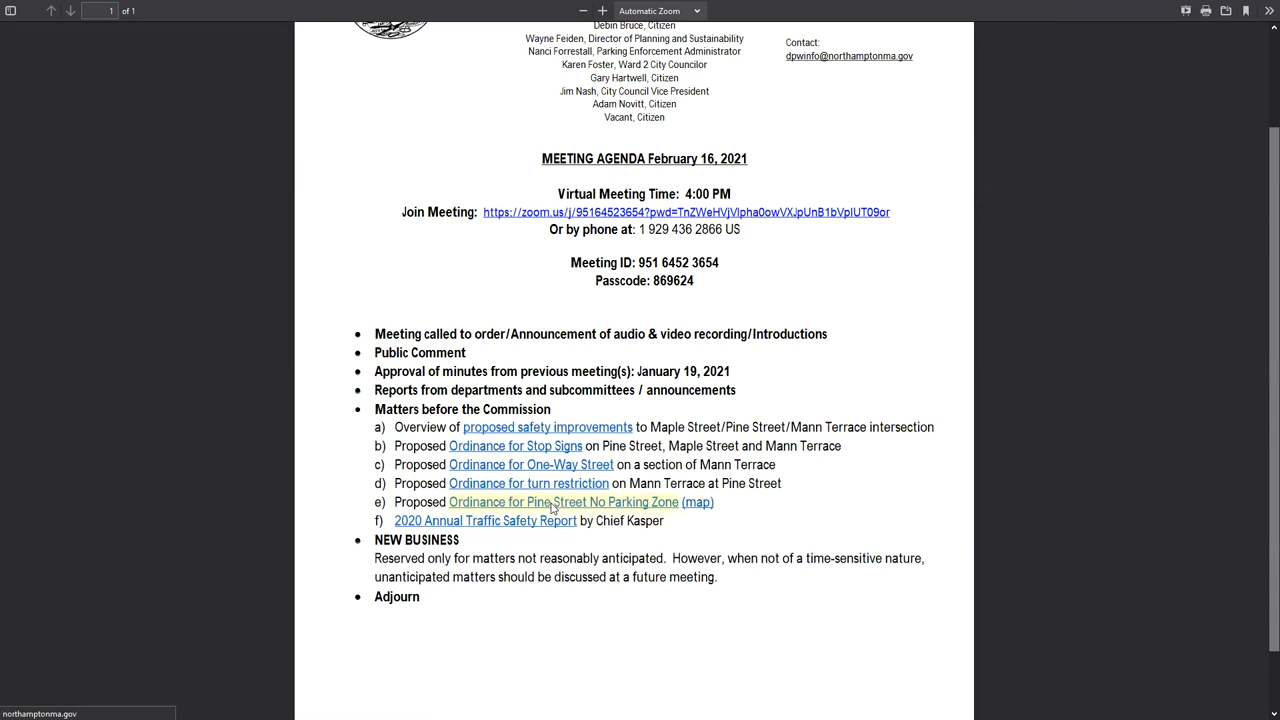 1
of 1
Automatic Zoom
Debin Bruce, Citizen
Wayne Feiden, Director of Planning and Sustainability
Nanci Forrestall, Parking Enforcement Administrator
Karen Foster, Ward 2 City Councilor
Gary Hartwell, Citizen
Jim Nash, City Council Vice President
Adam Novitt, Citizen
Vacant, Citizen
Contact:
dpwinfo@northamptonma.gov
MEETING AGENDA February 16, 2021
Virtual Meeting Time: 4:00 PM
Join Meeting: https://zoom.us/j/95164523654?pwd=TnZWeHVjVlpha0owVXJpUnB1bVplUT09or
Or by phone at: 1 929 436 2866 US
Meeting ID: 951 6452 3654
Passcode: 869624
• Meeting called to order/Announcement of audio & video recording/Introductions
• Public Comment
• Approval of minutes from previous meeting(s): January 19, 2021
• Reports from departments and subcommittees / announcements
• Matters before the Commission
a) Overview of proposed safety improvements to Maple Street/Pine Street/Mann Terrace intersection
b) Proposed Ordinance for Stop Signs on Pine Street, Maple Street and Mann Terrace
c) Proposed Ordinance for One-Way Street on a section of Mann Terrace
d) Proposed Ordinance for turn restriction on Mann Terrace at Pine Street
e) Proposed Ordinance for Pine Street No Parking Zone (map)
f) 2020 Annual Traffic Safety Report by Chief Kasper
• NEW BUSINESS
Reserved only for matters not reasonably anticipated. However, when not of a time-sensitive nature,
unanticipated matters should be discussed at a future meeting.
• Adjourn
northamptonma.gov